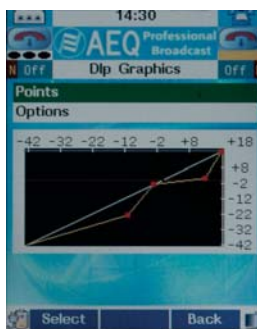 14:30
AEQ Professional Broadcast
N Off Dlp Graphics Off
Points
Options
-42 -32 -22 -12 -2 +8 +18
+8
-2
-12
-22
-32
-42
Select Back